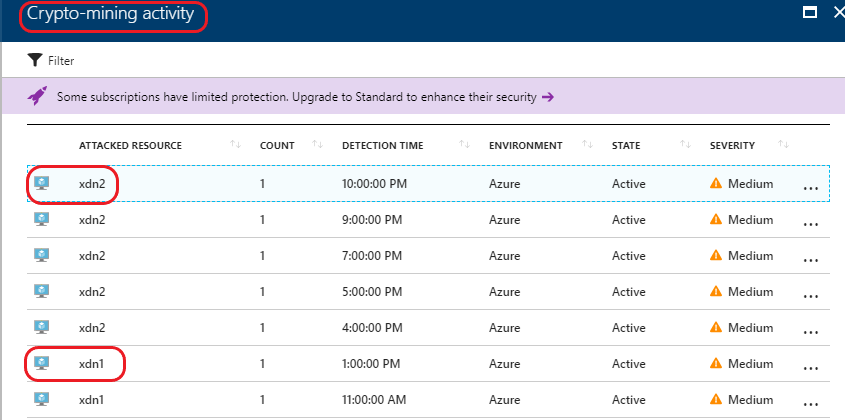 Crypto-mining activity
Filter
Some subscriptions have limited protection. Upgrade to Standard to enhance their security →
ATTACKED RESOURCE COUNT DETECTION TIME ENVIRONMENT STATE SEVERITY
xdn2 1 10:00:00 PM Azure Active Medium ...
xdn2 1 9:00:00 PM Azure Active Medium ...
xdn2 1 7:00:00 PM Azure Active Medium ...
xdn2 1 5:00:00 PM Azure Active Medium ...
xdn2 1 4:00:00 PM Azure Active Medium ...
xdn1 1 1:00:00 PM Azure Active Medium ...
xdn1 1 11:00:00 AM Azure Active Medium ...